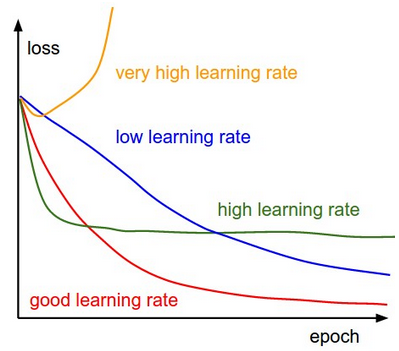 loss
very high learning rate
low learning rate
high learning rate
good learning rate
epoch